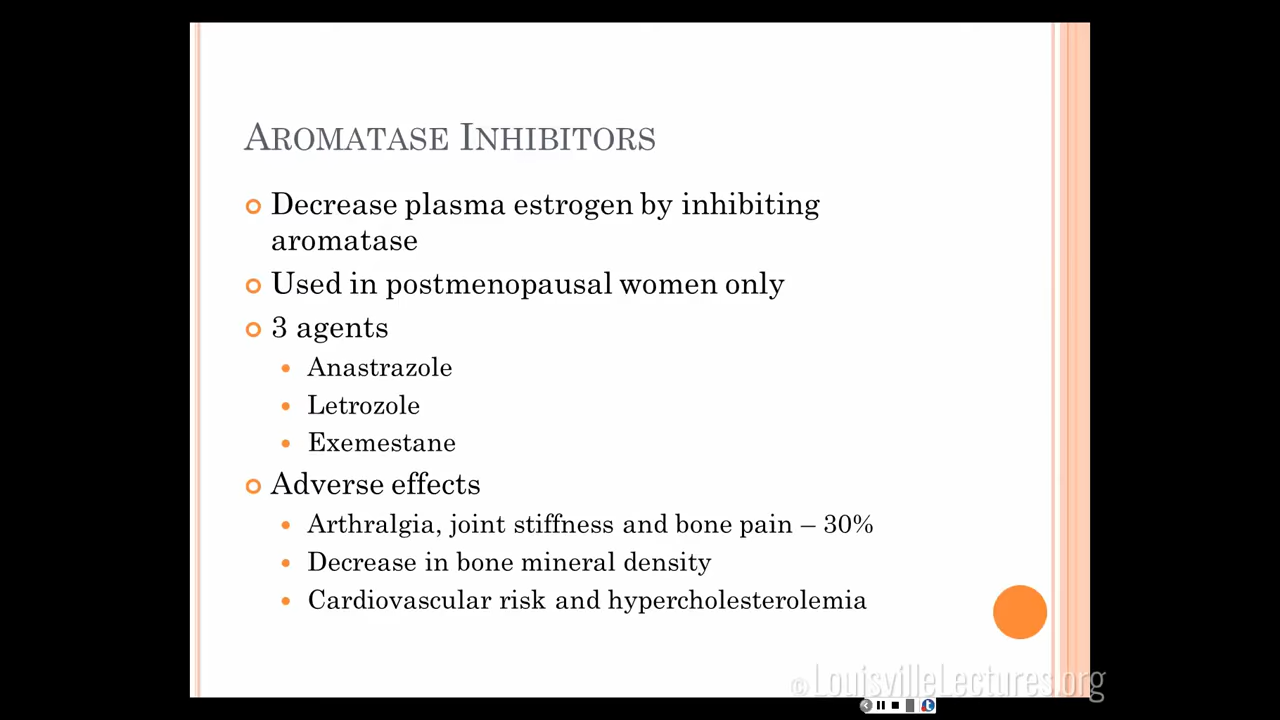 AROMATASE INHIBITORS
Decrease plasma estrogen by inhibiting
aromatase
Used in postmenopausal women only
3 agents
Anastrazole
Letrozole
Exemestane
Adverse effects
Arthralgia, joint stiffness and bone pain – 30%
Decrease in bone mineral density
Cardiovascular risk and hypercholesterolemia
© LouisvilleLectures.org